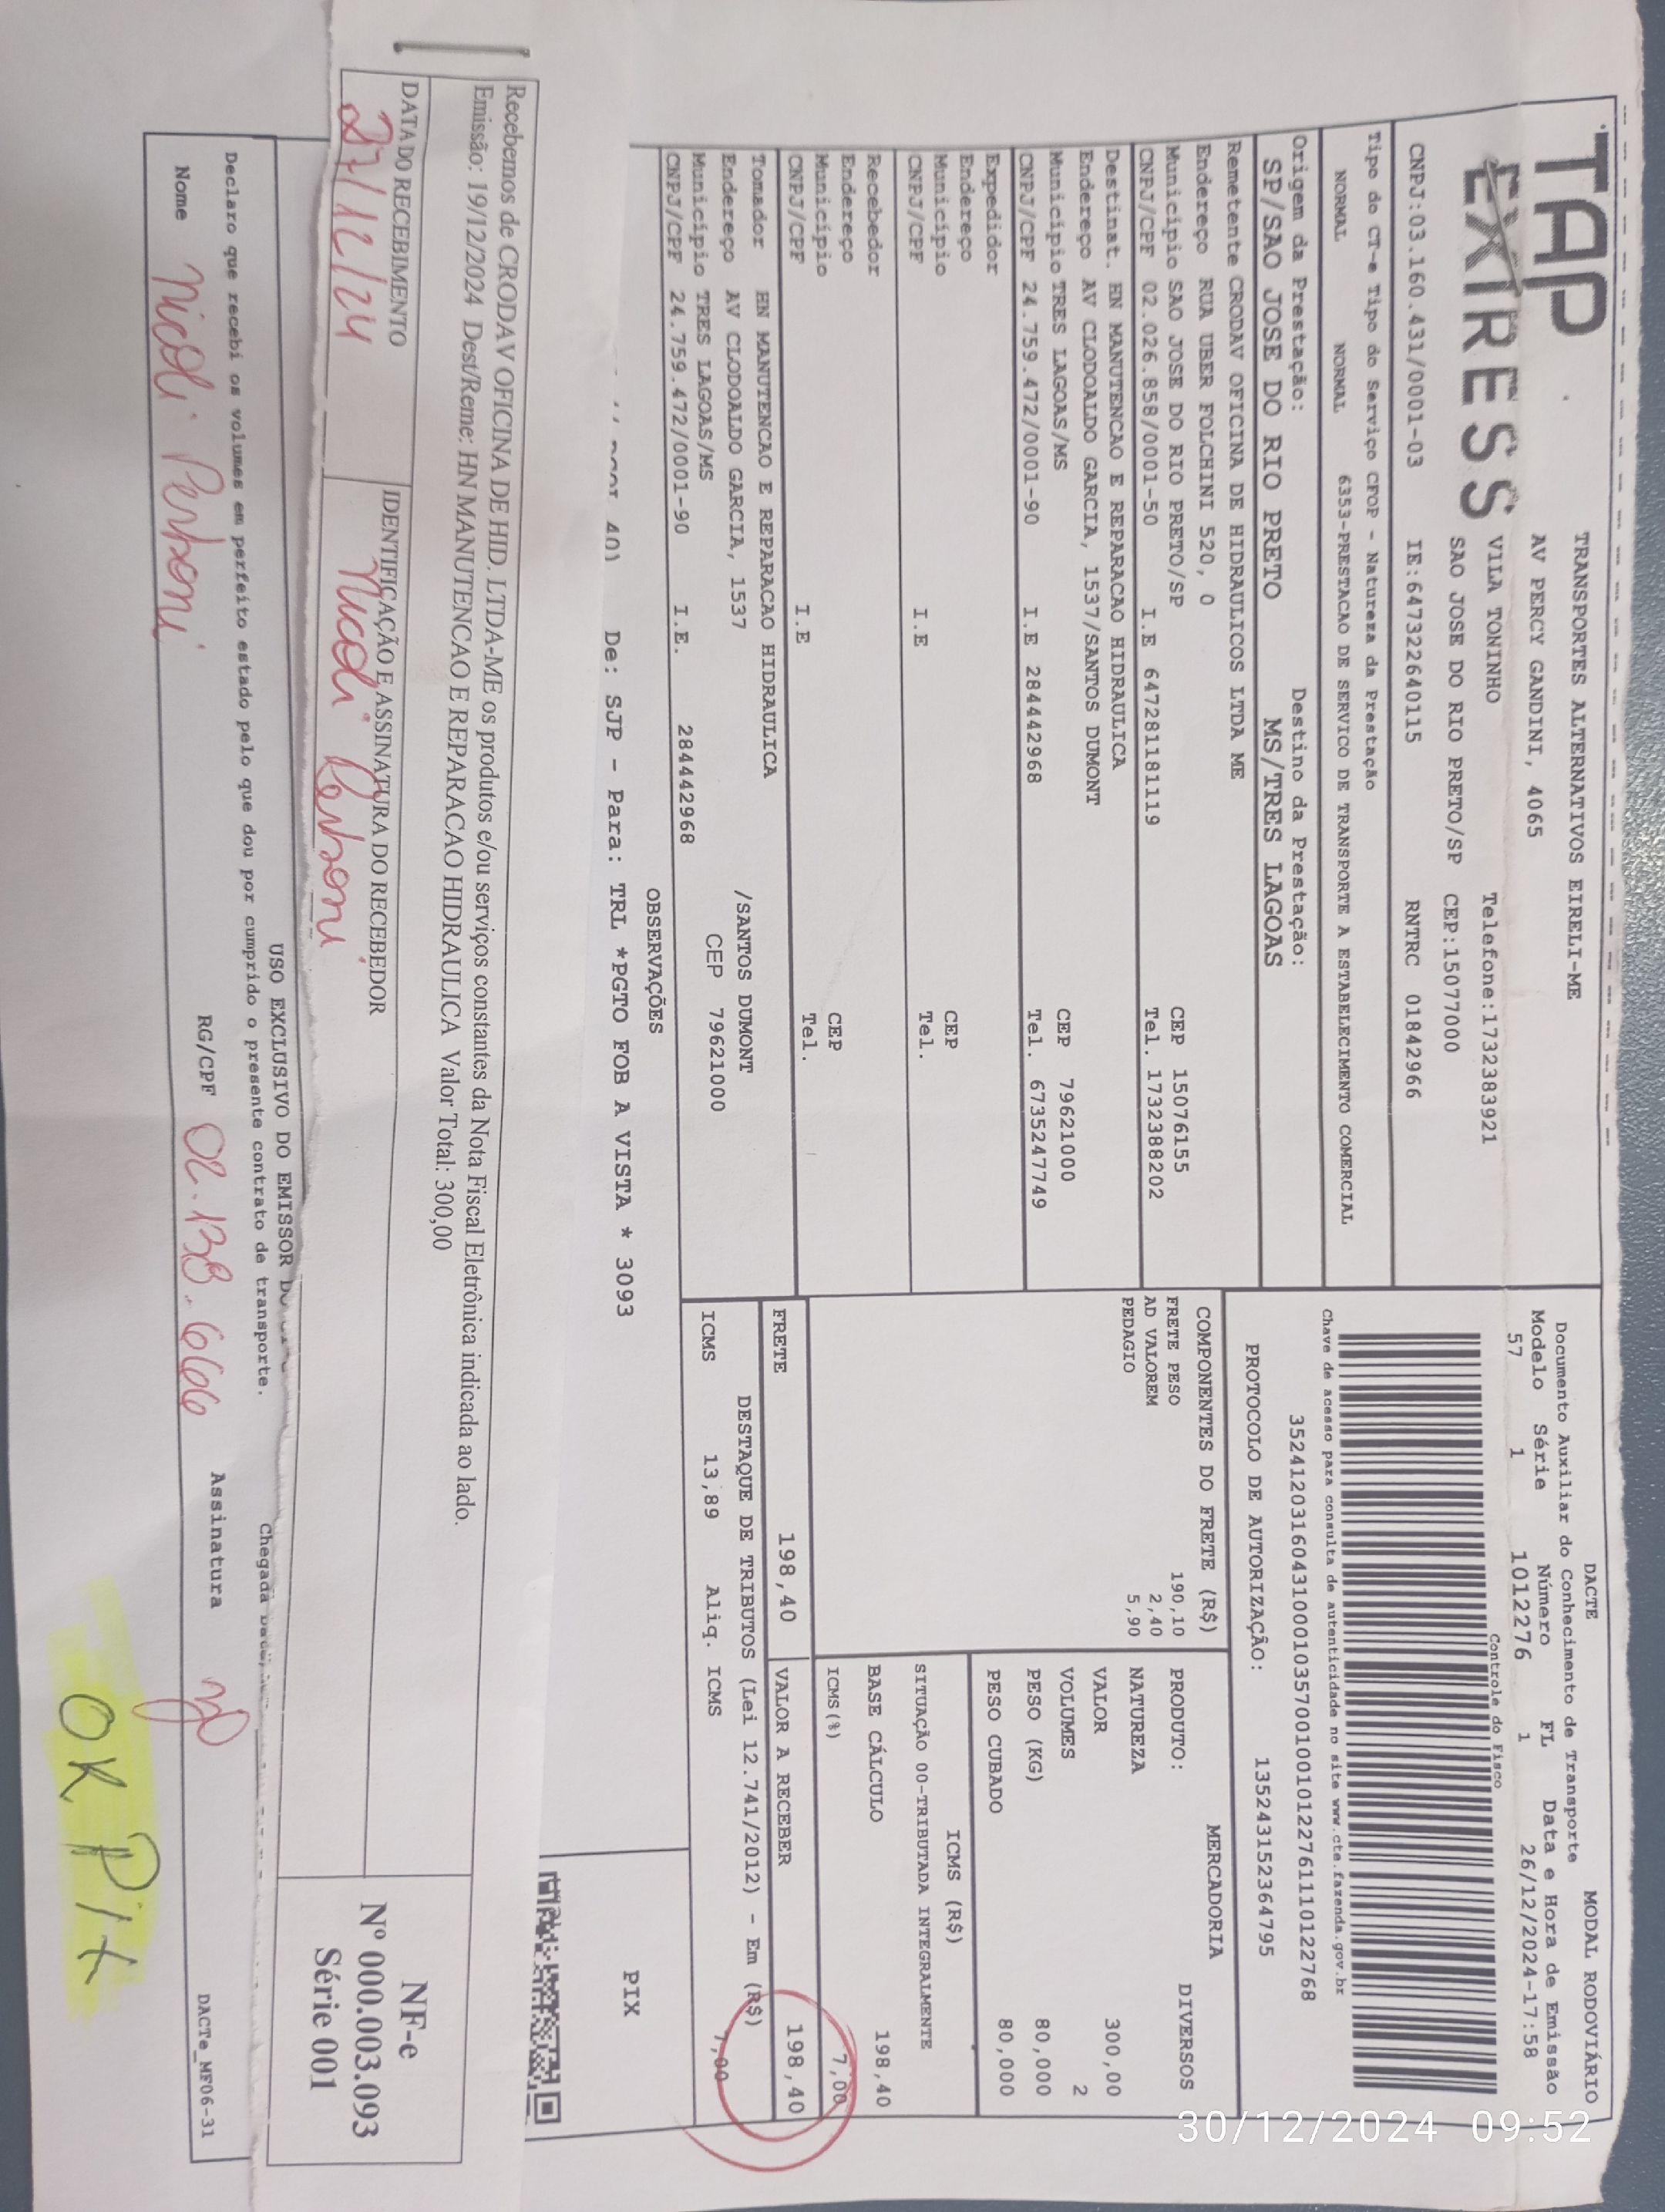 TAP
EXPRESS
TRANSPORTES ALTERNATIVOS EIRELI-ME
AV PERCY GANDINI, 4065
VILA TONINHO Telefone:1732383921
SAO JOSE DO RIO PRETO/SP CEP:15077000
CNPJ:03.160.431/0001-03 IE:647322640115 RNTRC 01842966
Tipo do CT-e Tipo do Serviço CFOP - Natureza da Prestação
NORMAL NORMAL 6353-PRESTACAO DE SERVICO DE TRANSPORTE A ESTABELECIMENTO COMERCIAL
Origem da Prestação: Destino da Prestação:
SP/SAO JOSE DO RIO PRETO MS/TRES LAGOAS
Remetente CRODAV OFICINA DE HIDRAULICOS LTDA ME
Endereço RUA UBER FOLCHINI 520, 0 CEP 15076155
Município SAO JOSE DO RIO PRETO/SP Tel. 1732388202
CNPJ/CPF 02.026.858/0001-50 I.E 647281181119
Destinat. HN MANUTENCAO E REPARACAO HIDRAULICA
Endereço AV CLODOALDO GARCIA, 1537/SANTOS DUMONT CEP 79621000
Município TRES LAGOAS/MS Tel. 6735247749
CNPJ/CPF 24.759.472/0001-90 I.E 284442968
Expedidor
Endereço CEP
Município Tel.
CNPJ/CPF I.E
Recebedor
Endereço CEP
Município Tel.
CNPJ/CPF I.E
Tomador HN MANUTENCAO E REPARACAO HIDRAULICA
Endereço AV CLODOALDO GARCIA, 1537 /SANTOS DUMONT
Município TRES LAGOAS/MS CEP 79621000
CNPJ/CPF 24.759.472/0001-90 I.E. 284442968
OBSERVAÇÕES
De: SJP - Para: TRL *PGTO FOB A VISTA * 3093
DACTE MODAL RODOVIÁRIO
Documento Auxiliar do Conhecimento de Transporte
Modelo Série Número FL Data e Hora de Emissão
57 1 1012276 1 26/12/2024-17:58
Controle do Fisco
Chave de acesso para consulta de autenticidade no site www.cte.fazenda.gov.br
35241203160431000103570010010122761110122768
PROTOCOLO DE AUTORIZAÇÃO: 135243152364795
COMPONENTES DO FRETE (R$)
FRETE PESO 190,10
AD VALOREM 2,40
PEDAGIO 5,90
MERCADORIA
PRODUTO: DIVERSOS
NATUREZA
VALOR 300,00
VOLUMES 2
PESO (KG) 80,000
PESO CUBADO 80,000
ICMS (R$)
SITUAÇÃO 00-TRIBUTADA INTEGRALMENTE
BASE CÁLCULO 198,40
ICMS(%) 7,00
FRETE 198,40 VALOR A RECEBER 198,40
DESTAQUE DE TRIBUTOS (Lei 12.741/2012) - Em (R$)
ICMS 13,89 Aliq. ICMS 7,00
PIX
Recebemos de CRODAV OFICINA DE HID. LTDA-ME os produtos e/ou serviços constantes da Nota Fiscal Eletrônica indicada ao lado.
Emissão: 19/12/2024 Dest/Reme: HN MANUTENCAO E REPARACAO HIDRAULICA Valor Total: 300,00
DATA DO RECEBIMENTO IDENTIFICAÇÃO E ASSINATURA DO RECEBEDOR
27/12/24 Nicoli Perboni
NF-e
Nº 000.003.093
Série 001
USO EXCLUSIVO DO EMISSOR
Declaro que recebi os volumes em perfeito estado pelo que dou por cumprido o presente contrato de transporte. Chegada
Nome Nicoli Perboni RG/CPF 02.138.666 Assinatura
DACTe_MF06-31
OK PIX
30/12/2024 09:52